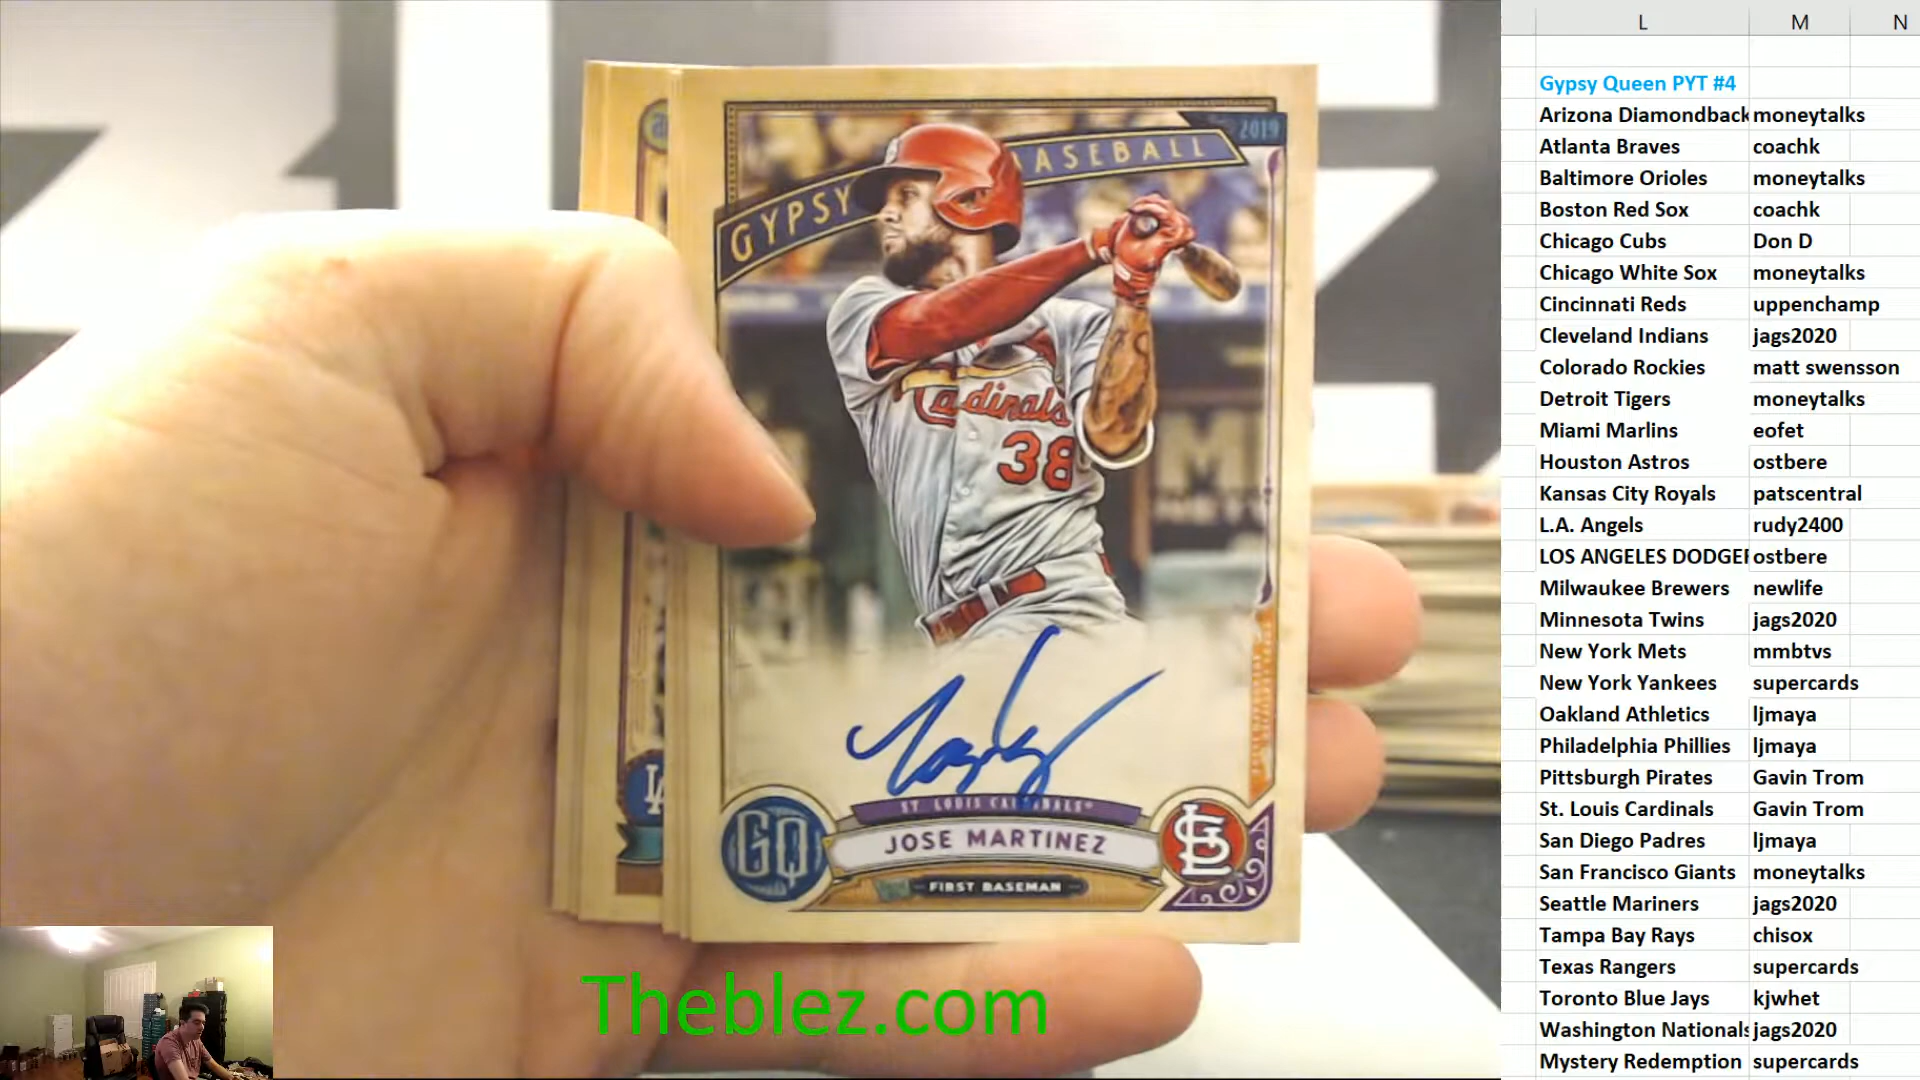 GYPSY
BASEBALL
2019
Cardinals
38
GQ
ST. LOUIS CARDINALS®
JOSE MARTINEZ
FIRST BASEMAN
STL
LA
Theblez.com
L M N
Gypsy Queen PYT #4
Arizona Diamondback moneytalks
Atlanta Braves coachk
Baltimore Orioles moneytalks
Boston Red Sox coachk
Chicago Cubs Don D
Chicago White Sox moneytalks
Cincinnati Reds uppenchamp
Cleveland Indians jags2020
Colorado Rockies matt swensson
Detroit Tigers moneytalks
Miami Marlins eofet
Houston Astros ostbere
Kansas City Royals patscentral
L.A. Angels rudy2400
LOS ANGELES DODGER ostbere
Milwaukee Brewers newlife
Minnesota Twins jags2020
New York Mets mmbtvs
New York Yankees supercards
Oakland Athletics ljmaya
Philadelphia Phillies ljmaya
Pittsburgh Pirates Gavin Trom
St. Louis Cardinals Gavin Trom
San Diego Padres ljmaya
San Francisco Giants moneytalks
Seattle Mariners jags2020
Tampa Bay Rays chisox
Texas Rangers supercards
Toronto Blue Jays kjwhet
Washington Nationals jags2020
Mystery Redemption supercards